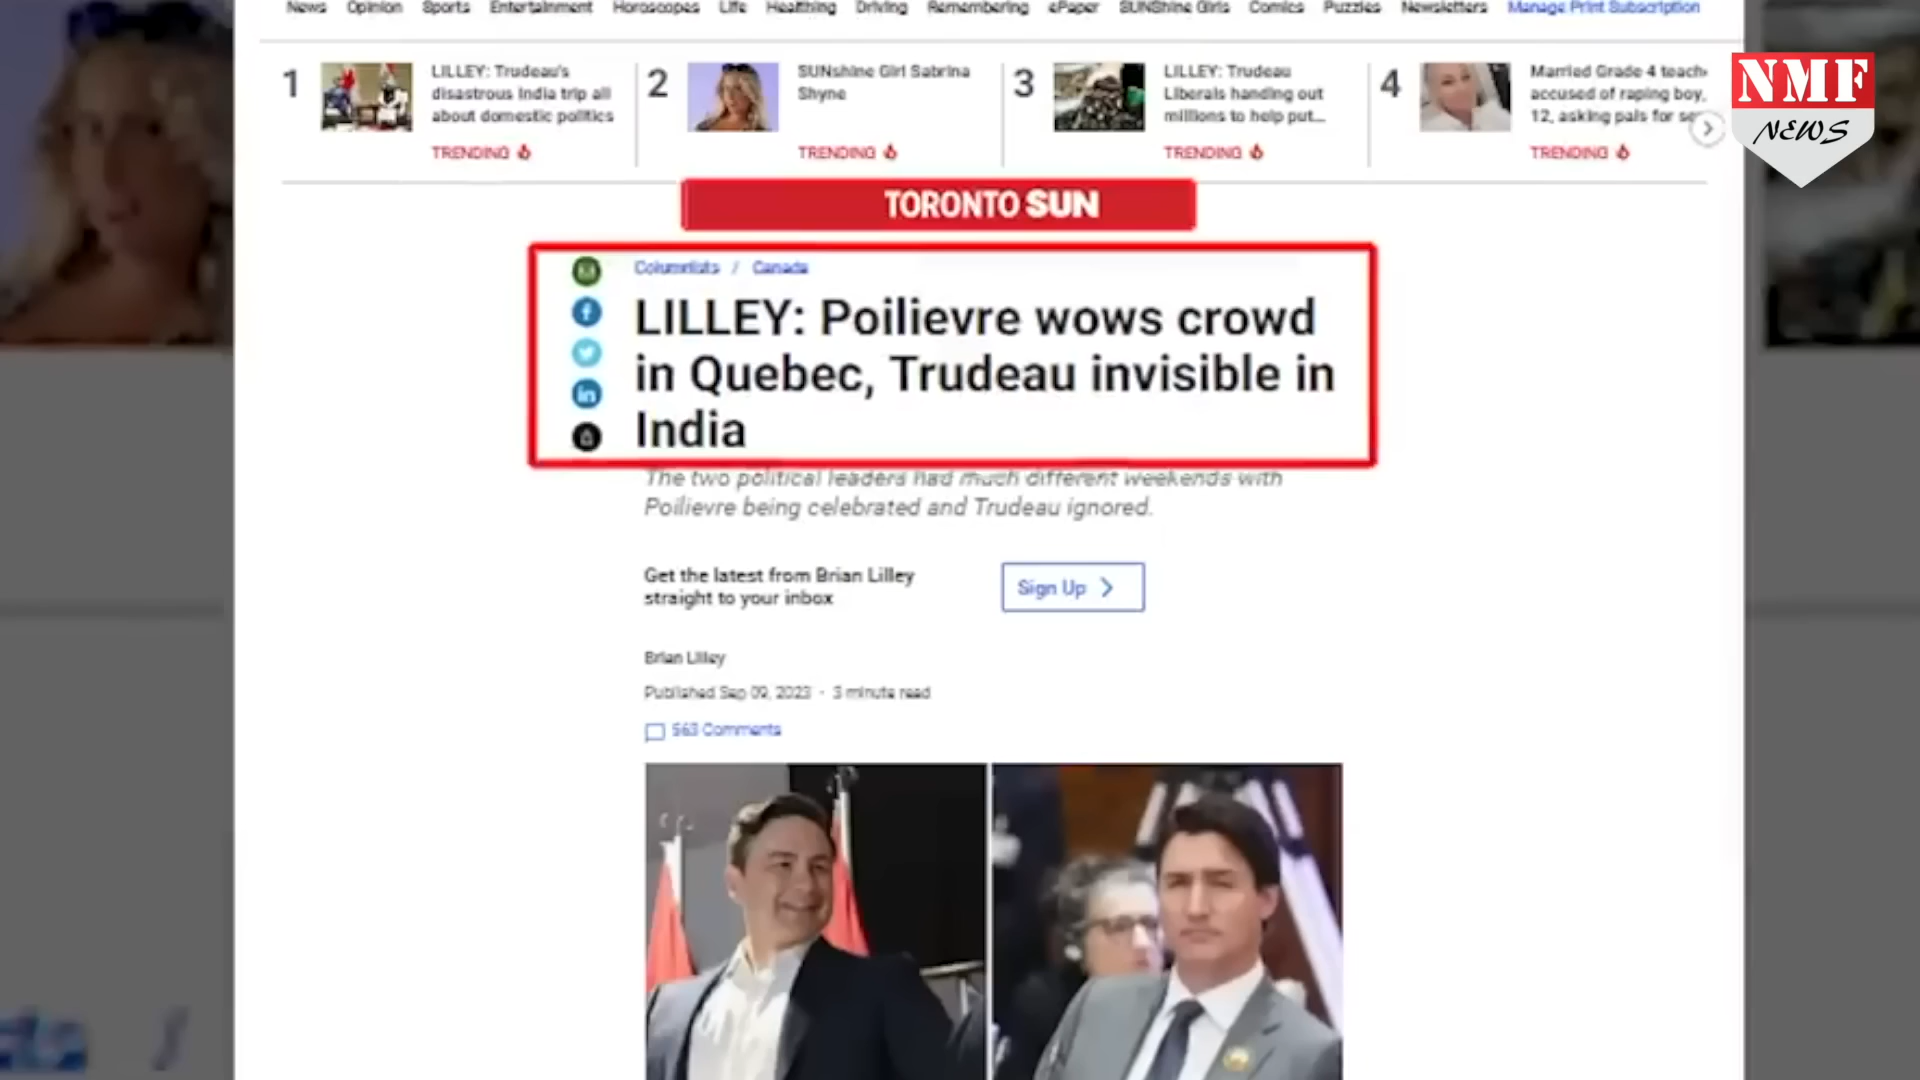 News Opinion Sports Entertainment Horoscopes Life Healthing Driving Remembering ePaper SUNShine Girls Comics Puzzles Newsletters Manage Print Subscription
1
LILLEY: Trudeau's
disastrous India trip all
about domestic politics
TRENDING
2
SUNshine Girl Sabrina
Shyne
TRENDING
3
LILLEY: Trudeau
Liberals handing out
millions to help put...
TRENDING
4
Married Grade 4 teach
accused of raping boy,
12, asking pals for
TRENDING
NMF
NEWS
TORONTO SUN
Columnists / Canada
LILLEY: Poilievre wows crowd
in Quebec, Trudeau invisible in
India
The two political leaders had much different weekends with
Poilievre being celebrated and Trudeau ignored.
Get the latest from Brian Lilley
straight to your inbox
Sign Up
Brian Lilley
Published Sep 09, 2023 · 3 minute read
563 Comments